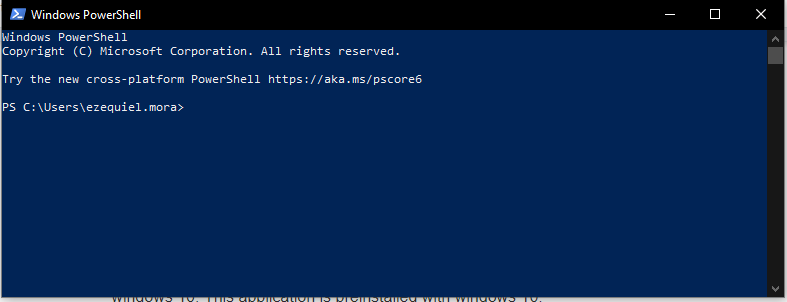 Windows PowerShell
Windows PowerShell
Copyright (C) Microsoft Corporation. All rights reserved.
Try the new cross-platform PowerShell https://aka.ms/pscore6
PS C:\Users\ezequiel.mora>
windows 10. This application is preinstalled with Windows 10.